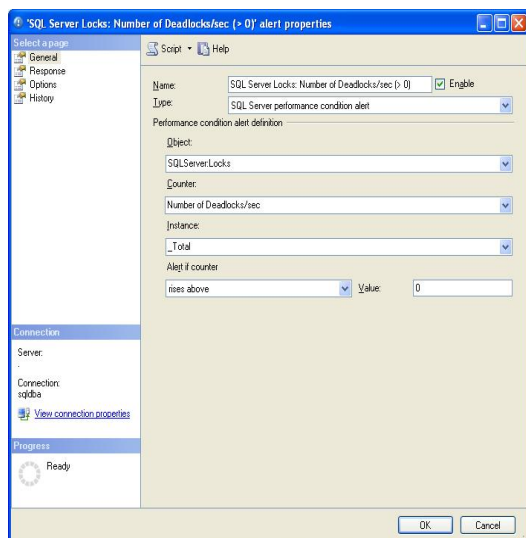 'SQL Server Locks: Number of Deadlocks/sec (> 0)' alert properties
Select a page
General
Response
Options
History
Script
Help
Name:
SQL Server Locks: Number of Deadlocks/sec (> 0)
Enable
Type:
SQL Server performance condition alert
Performance condition alert definition
Object:
SQLServer:Locks
Counter:
Number of Deadlocks/sec
Instance:
_Total
Alert if counter
rises above
Value:
0
Connection
Server:
.
Connection:
sqldba
View connection properties
Progress
Ready
OK
Cancel